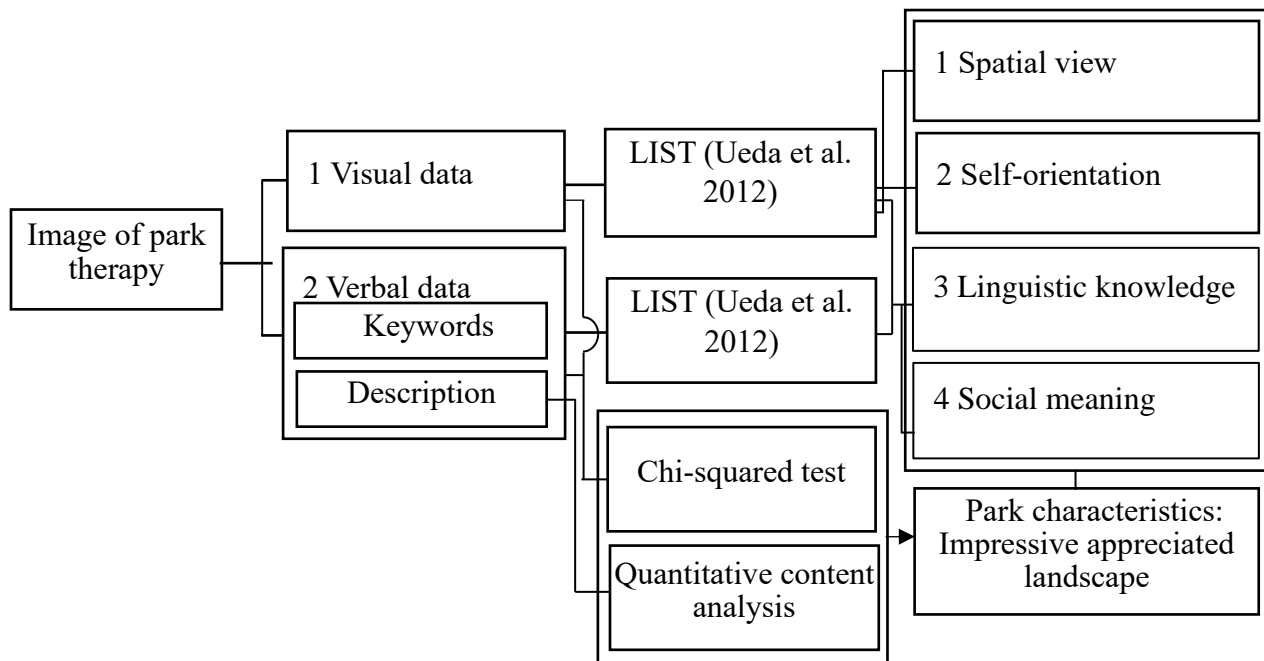 Image of park
therapy
1 Visual data
2 Verbal data
Keywords
Description
LIST (Ueda et al.
2012)
LIST (Ueda et al.
2012)
Chi-squared test
Quantitative content
analysis
1 Spatial view
2 Self-orientation
3 Linguistic knowledge
4 Social meaning
Park characteristics:
Impressive appreciated
landscape